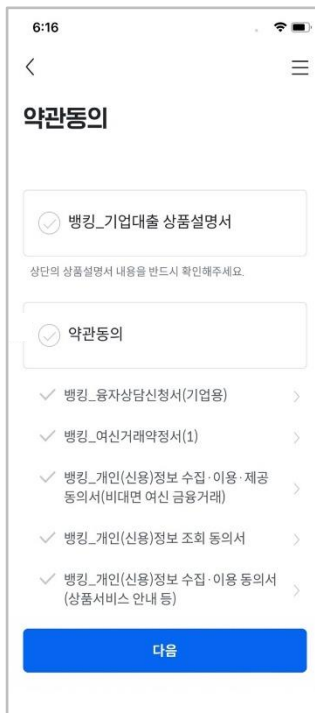 6:16
약관동의
뱅킹_기업대출 상품설명서
상단의 상품설명서 내용을 반드시 확인해주세요.
약관동의
뱅킹_융자상담신청서(기업용)
뱅킹_여신거래약정서(1)
뱅킹_개인(신용)정보 수집·이용·제공
동의서(비대면 여신 금융거래)
뱅킹_개인(신용)정보 조회 동의서
뱅킹_개인(신용)정보 수집·이용 동의서
(상품서비스 안내 등)
다음